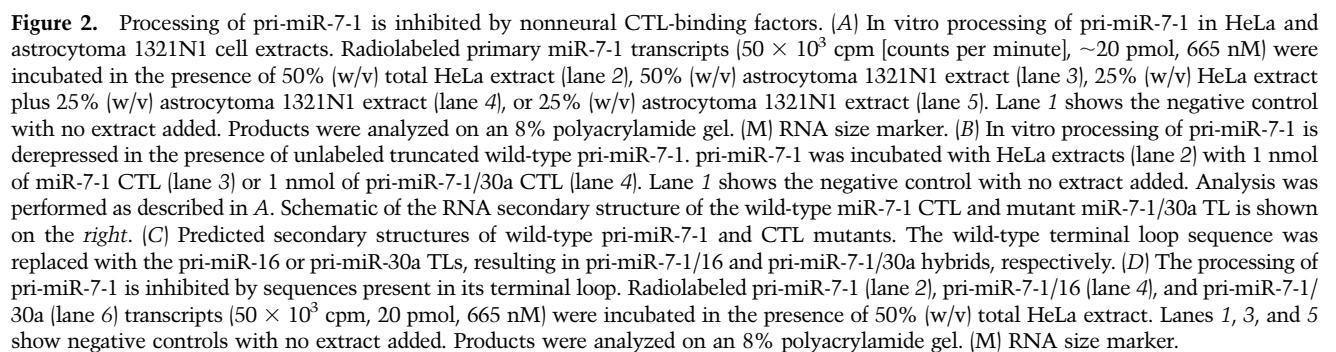 Figure 2. Processing of pri-miR-7-1 is inhibited by nonneural CTL-binding factors. (A) In vitro processing of pri-miR-7-1 in HeLa and
astrocytoma 1321N1 cell extracts. Radiolabeled primary miR-7-1 transcripts (50 × 10³ cpm [counts per minute], ~20 pmol, 665 nM) were
incubated in the presence of 50% (w/v) total HeLa extract (lane 2), 50% (w/v) astrocytoma 1321N1 extract (lane 3), 25% (w/v) HeLa extract
plus 25% (w/v) astrocytoma 1321N1 extract (lane 4), or 25% (w/v) astrocytoma 1321N1 extract (lane 5). Lane 1 shows the negative control
with no extract added. Products were analyzed on an 8% polyacrylamide gel. (M) RNA size marker. (B) In vitro processing of pri-miR-7-1 is
derepressed in the presence of unlabeled truncated wild-type pri-miR-7-1. pri-miR-7-1 was incubated with HeLa extracts (lane 2) with 1 nmol
of miR-7-1 CTL (lane 3) or 1 nmol of pri-miR-7-1/30a CTL (lane 4). Lane 1 shows the negative control with no extract added. Analysis was
performed as described in A. Schematic of the RNA secondary structure of the wild-type miR-7-1 CTL and mutant miR-7-1/30a TL is shown
on the right. (C) Predicted secondary structures of wild-type pri-miR-7-1 and CTL mutants. The wild-type terminal loop sequence was
replaced with the pri-miR-16 or pri-miR-30a TLs, resulting in pri-miR-7-1/16 and pri-miR-7-1/30a hybrids, respectively. (D) The processing of
pri-miR-7-1 is inhibited by sequences present in its terminal loop. Radiolabeled pri-miR-7-1 (lane 2), pri-miR-7-1/16 (lane 4), and pri-miR-7-1/
30a (lane 6) transcripts (50 × 10³ cpm, 20 pmol, 665 nM) were incubated in the presence of 50% (w/v) total HeLa extract. Lanes 1, 3, and 5
show negative controls with no extract added. Products were analyzed on an 8% polyacrylamide gel. (M) RNA size marker.